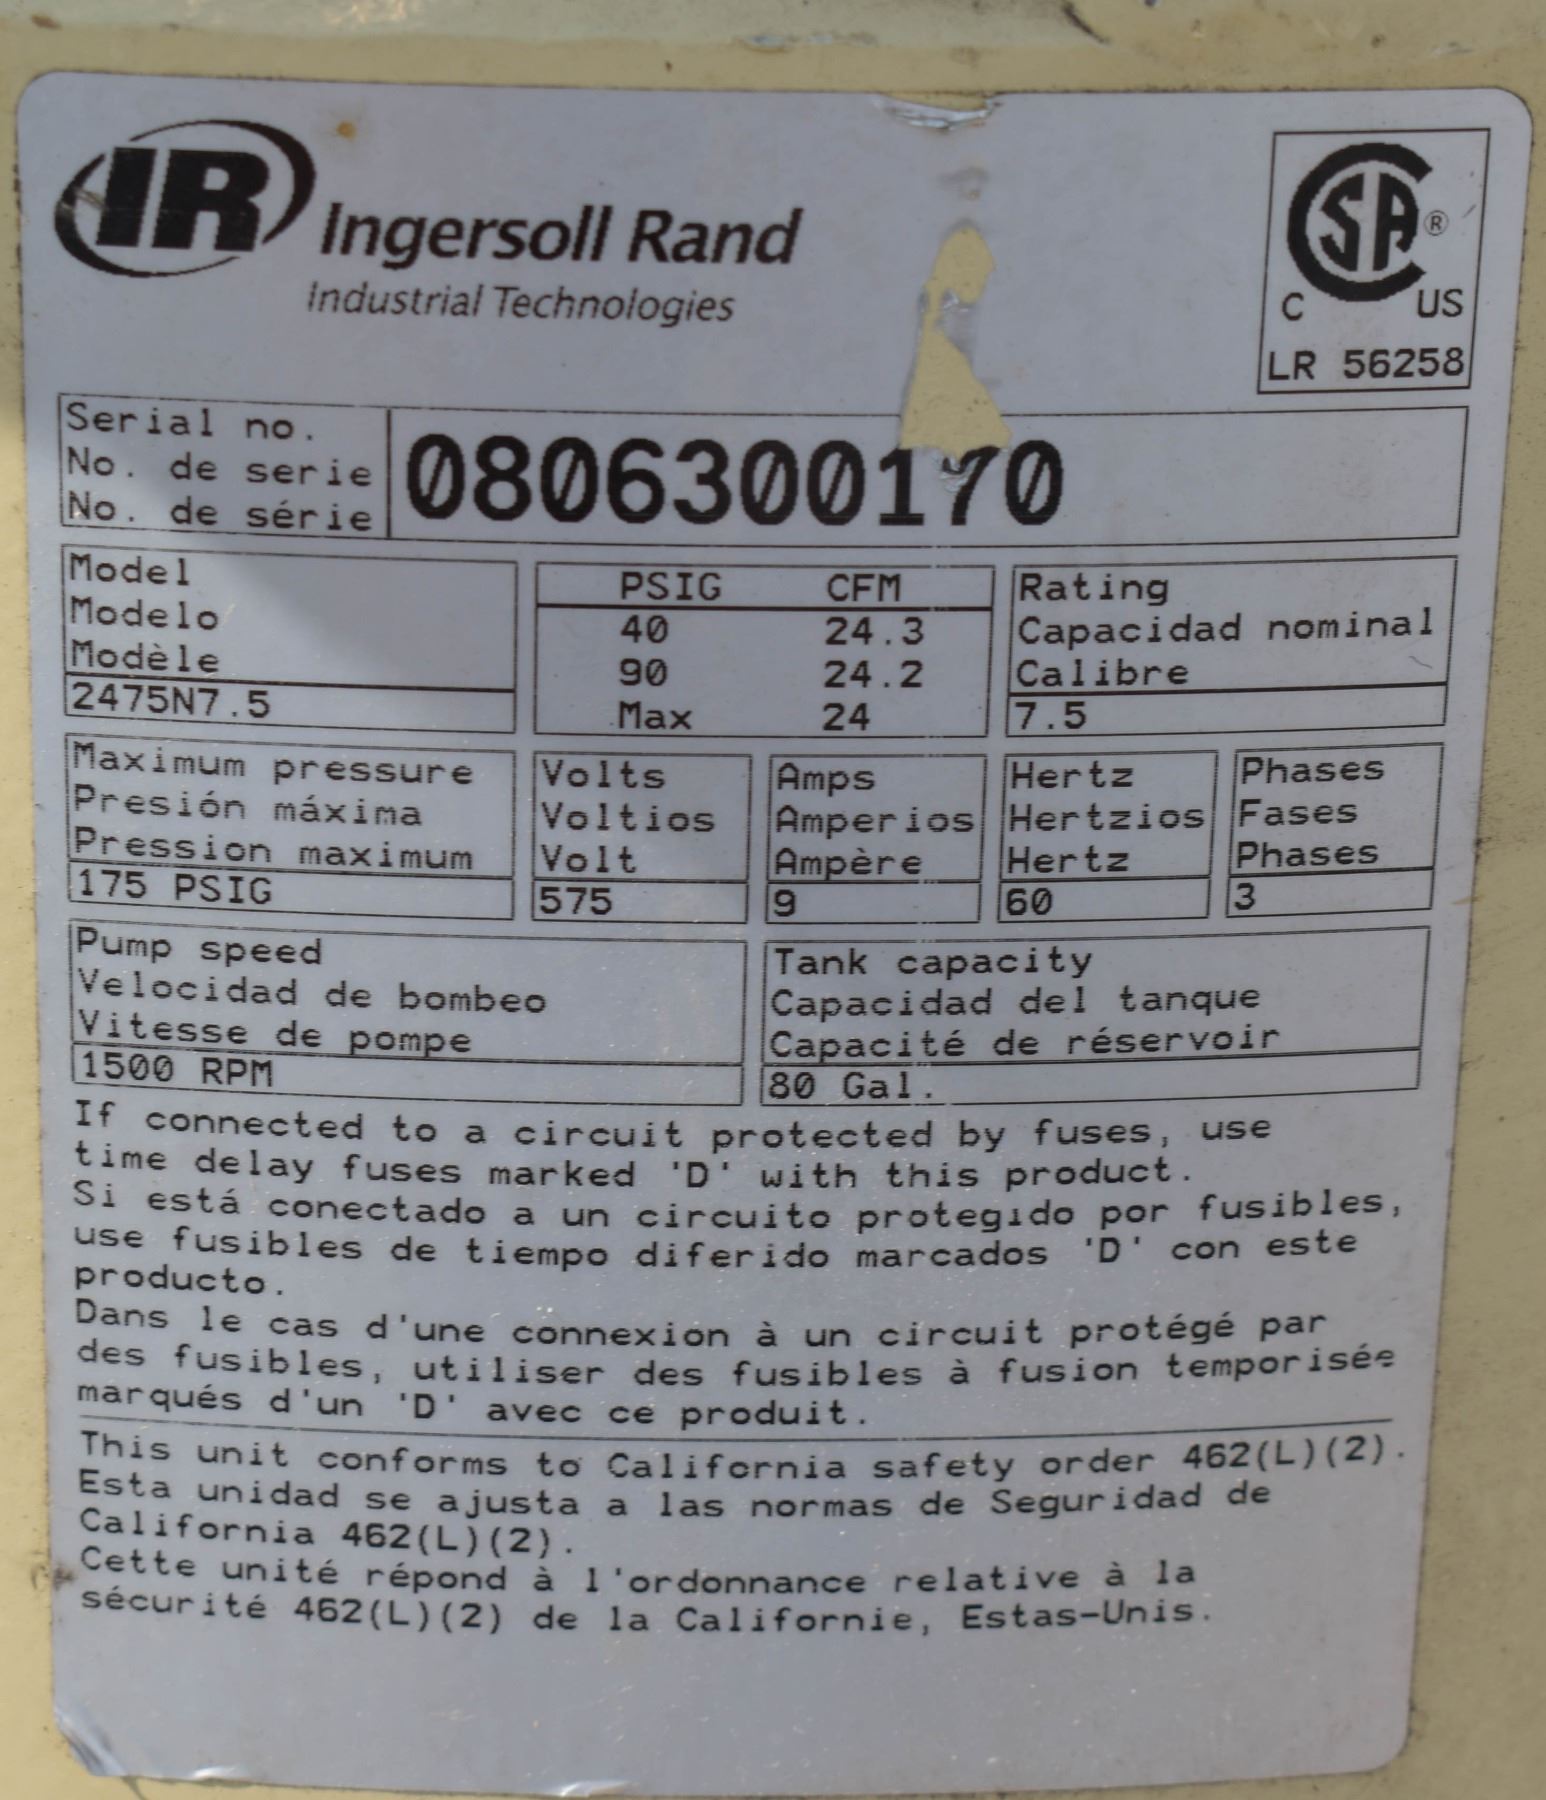 IR Ingersoll Rand
Industrial Technologies
CSA ®
C US
LR 56258
Serial no.
No. de serie
No. de série
0806300170
Model
Modelo
Modèle
2475N7.5
PSIG CFM
40 24.3
90 24.2
Max 24
Rating
Capacidad nominal
Calibre
7.5
Maximum pressure
Presión máxima
Pression maximum
175 PSIG
Volts
Voltios
Volt
575
Amps
Amperios
Ampère
9
Hertz
Hertzios
Hertz
60
Phases
Fases
Phases
3
Pump speed
Velocidad de bombeo
Vitesse de pompe
1500 RPM
Tank capacity
Capacidad del tanque
Capacité de réservoir
80 Gal.
If connected to a circuit protected by fuses, use
time delay fuses marked 'D' with this product.
Si está conectado a un circuito protegido por fusibles,
use fusibles de tiempo diferido marcados 'D' con este
producto.
Dans le cas d'une connexion à un circuit protégé par
des fusibles, utiliser des fusibles à fusion temporisée
marqués d'un 'D' avec ce produit.
This unit conforms to California safety order 462(L)(2).
Esta unidad se ajusta a las normas de Seguridad de
California 462(L)(2).
Cette unité répond à l'ordonnance relative à la
sécurité 462(L)(2) de la Californie, Estas-Unis.